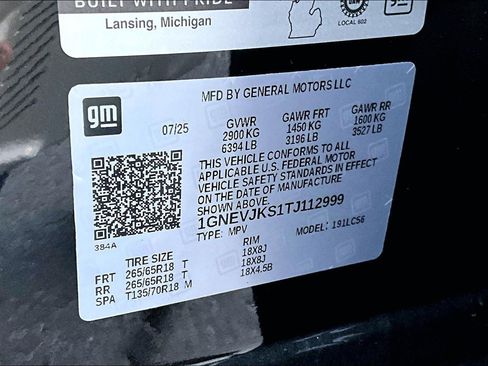 BUILT WITH PRIDE
Lansing, Michigan
UAW
LOCAL 602
gm
gm
MFD BY GENERAL MOTORS LLC
07/25
GVWR GAWR FRT GAWR RR
2900 KG 1450 KG 1600 KG
6394 LB 3196 LB 3527 LB
THIS VEHICLE CONFORMS TO ALL
APPLICABLE U.S. FEDERAL MOTOR
VEHICLE SAFETY STANDARDS IN EFFECT
ON THE DATE OF MANUFACTURE
SHOWN ABOVE.
1GNEVJKS1TJ112999
TYPE: MPV MODEL: 191LC56
384A
TIRE SIZE RIM
FRT 265/65R18 T 18X8J
RR 265/65R18 T 18X8J
SPA T135/70R18 M 18X4.5B